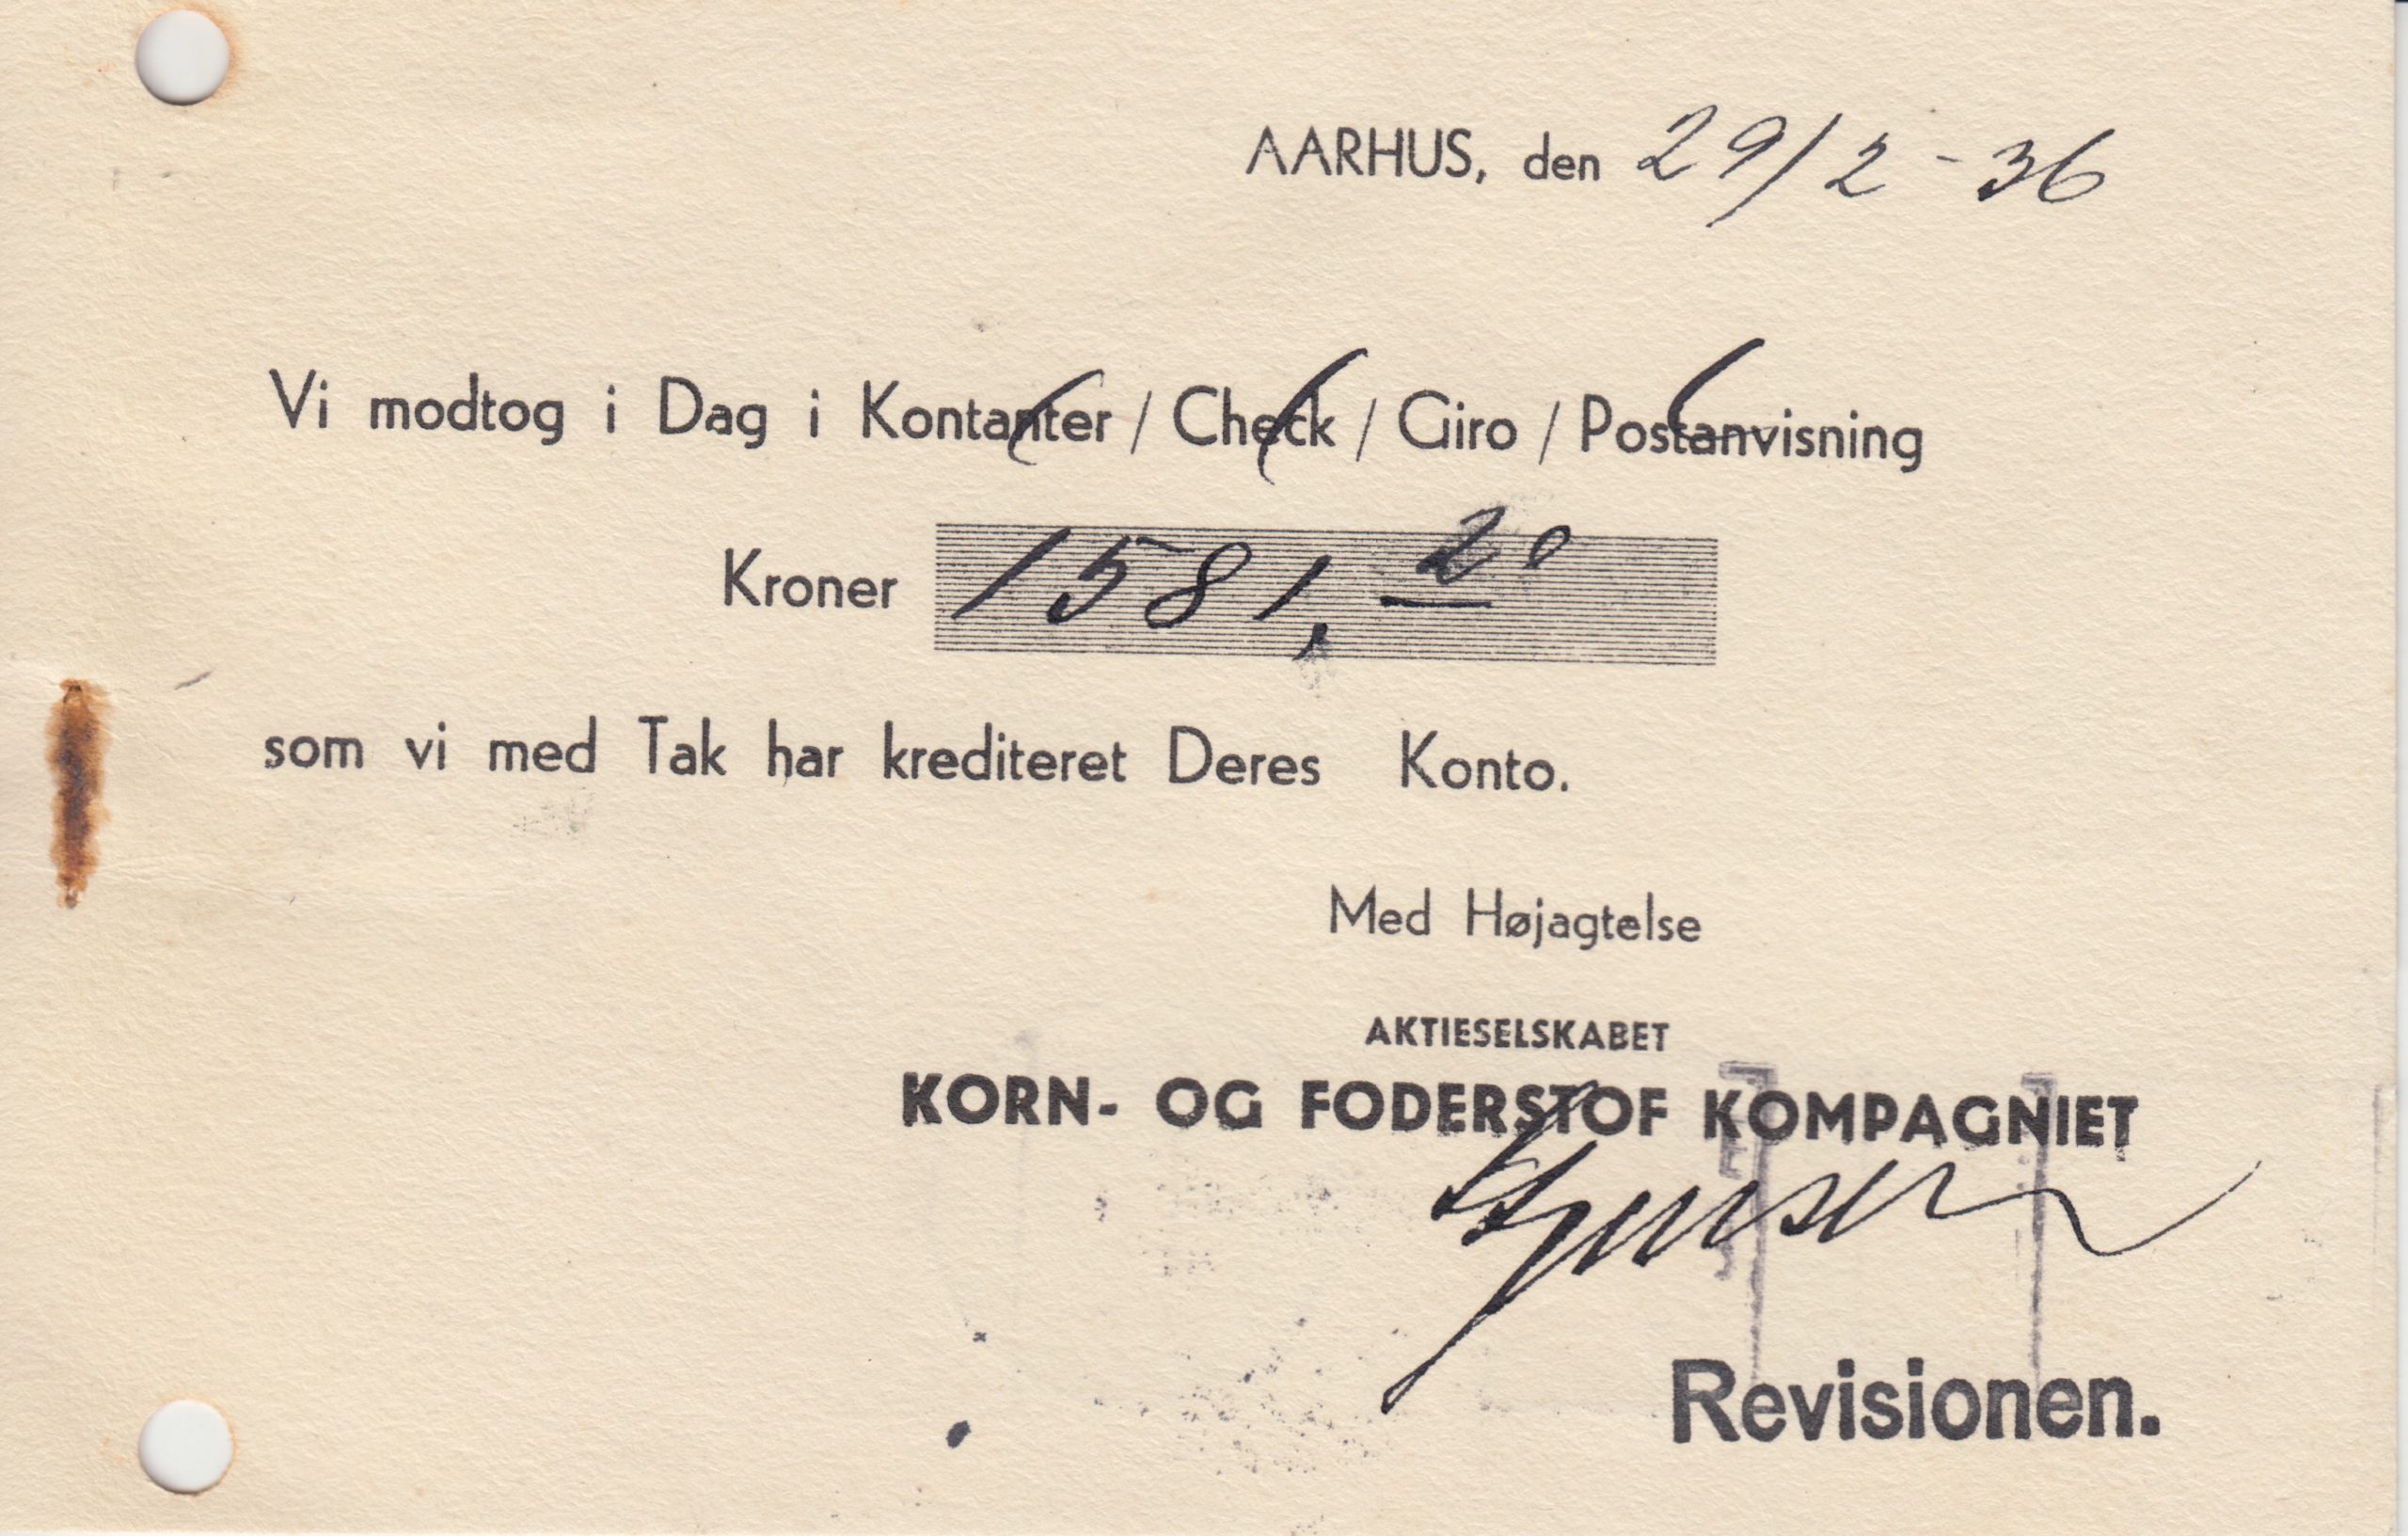 AARHUS, den 29/2 - 36
Vi modtog i Dag i Kontanter / Check / Giro / Postanvisning
Kroner 1581,20
som vi med Tak har krediteret Deres Konto.
Med Højagtelse
AKTIESELSKABET
KORN- OG FODERSTOF KOMPAGNIET
Revisionen.